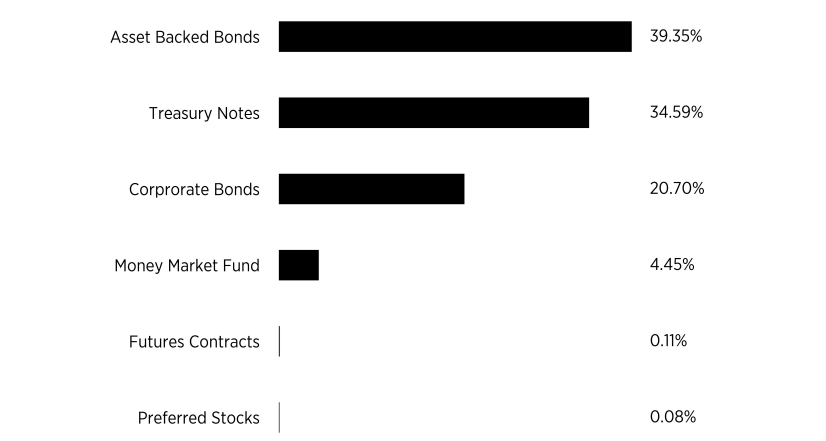 Asset Backed Bonds 39.35%
Treasury Notes 34.59%
Corprorate Bonds 20.70%
Money Market Fund 4.45%
Futures Contracts 0.11%
Preferred Stocks 0.08%